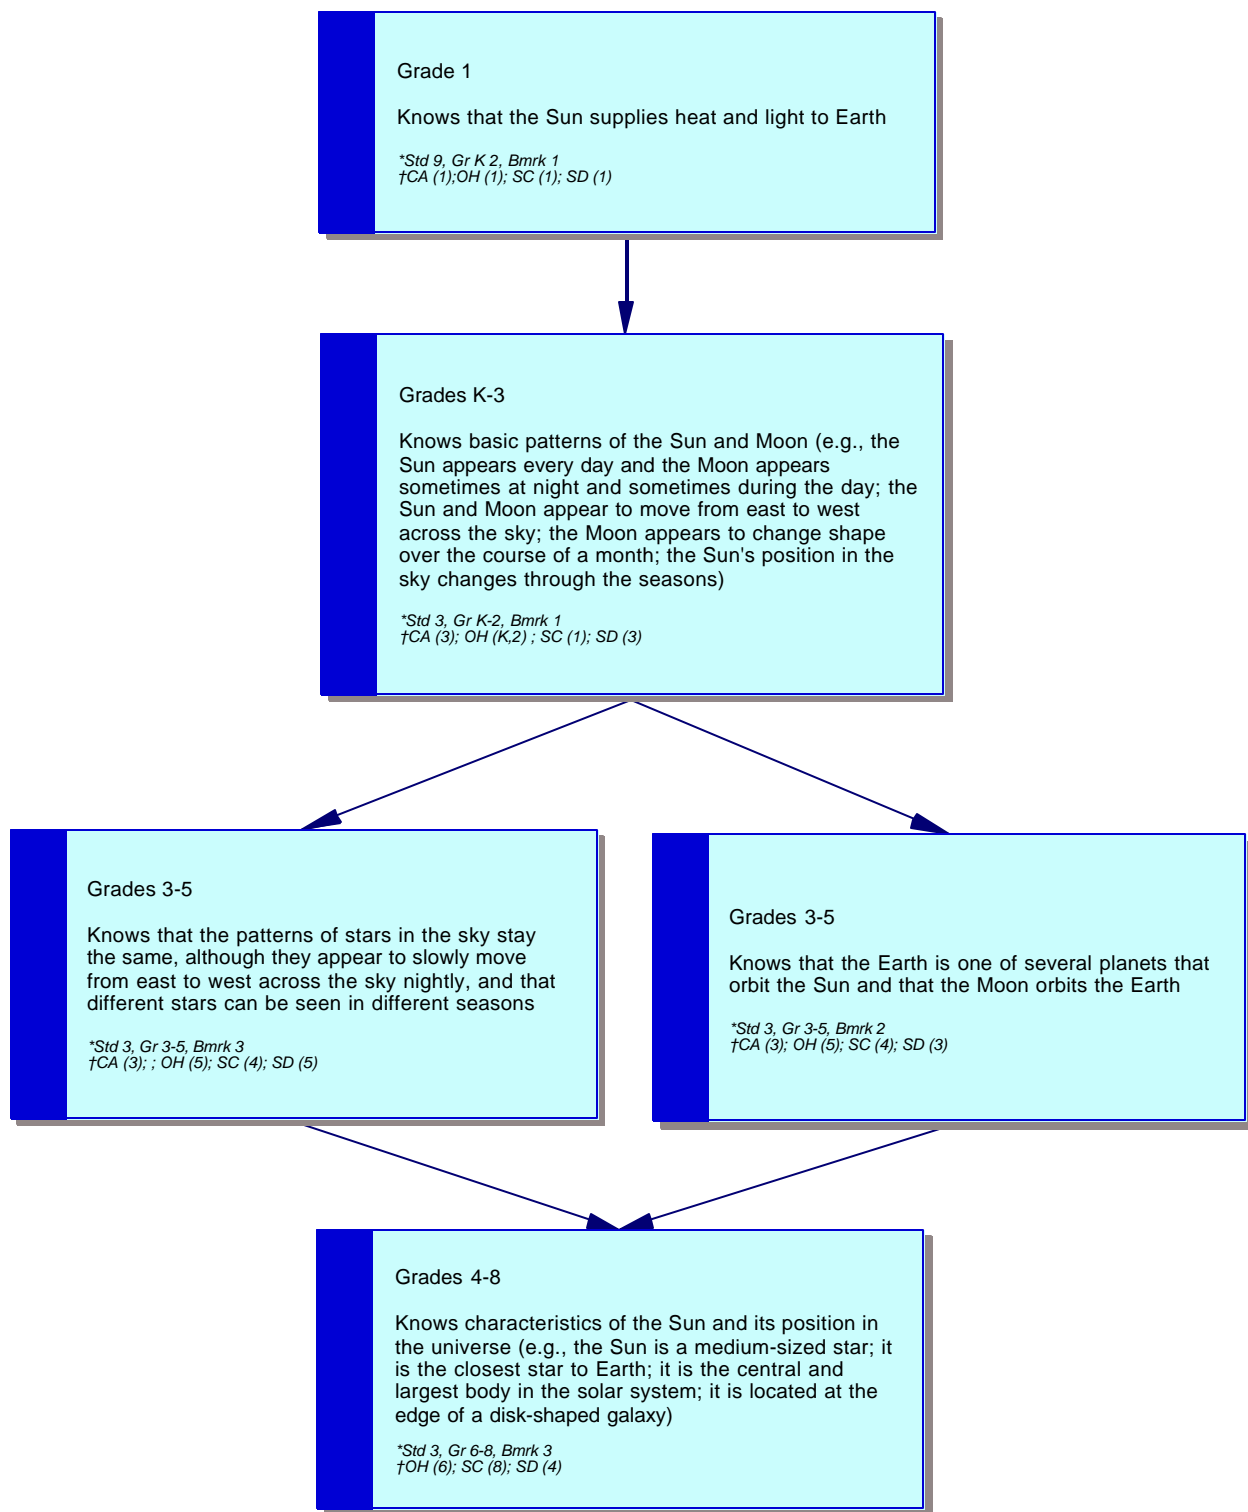 Grade 1
Knows that the Sun supplies heat and light to Earth
*Std 9, Gr K 2, Bmrk 1
†CA (1);OH (1); SC (1); SD (1)
Grades K-3
Knows basic patterns of the Sun and Moon (e.g., the
Sun appears every day and the Moon appears
sometimes at night and sometimes during the day; the
Sun and Moon appear to move from east to west
across the sky; the Moon appears to change shape
over the course of a month; the Sun's position in the
sky changes through the seasons)
*Std 3, Gr K-2, Bmrk 1
†CA (3); OH (K,2) ; SC (1); SD (3)
Grades 3-5
Knows that the patterns of stars in the sky stay
the same, although they appear to slowly move
from east to west across the sky nightly, and that
different stars can be seen in different seasons
*Std 3, Gr 3-5, Bmrk 3
†CA (3); ; OH (5); SC (4); SD (5)
Grades 3-5
Knows that the Earth is one of several planets that
orbit the Sun and that the Moon orbits the Earth
*Std 3, Gr 3-5, Bmrk 2
†CA (3); OH (5); SC (4); SD (3)
Grades 4-8
Knows characteristics of the Sun and its position in
the universe (e.g., the Sun is a medium-sized star; it
is the closest star to Earth; it is the central and
largest body in the solar system; it is located at the
edge of a disk-shaped galaxy)
*Std 3, Gr 6-8, Bmrk 3
†OH (6); SC (8); SD (4)